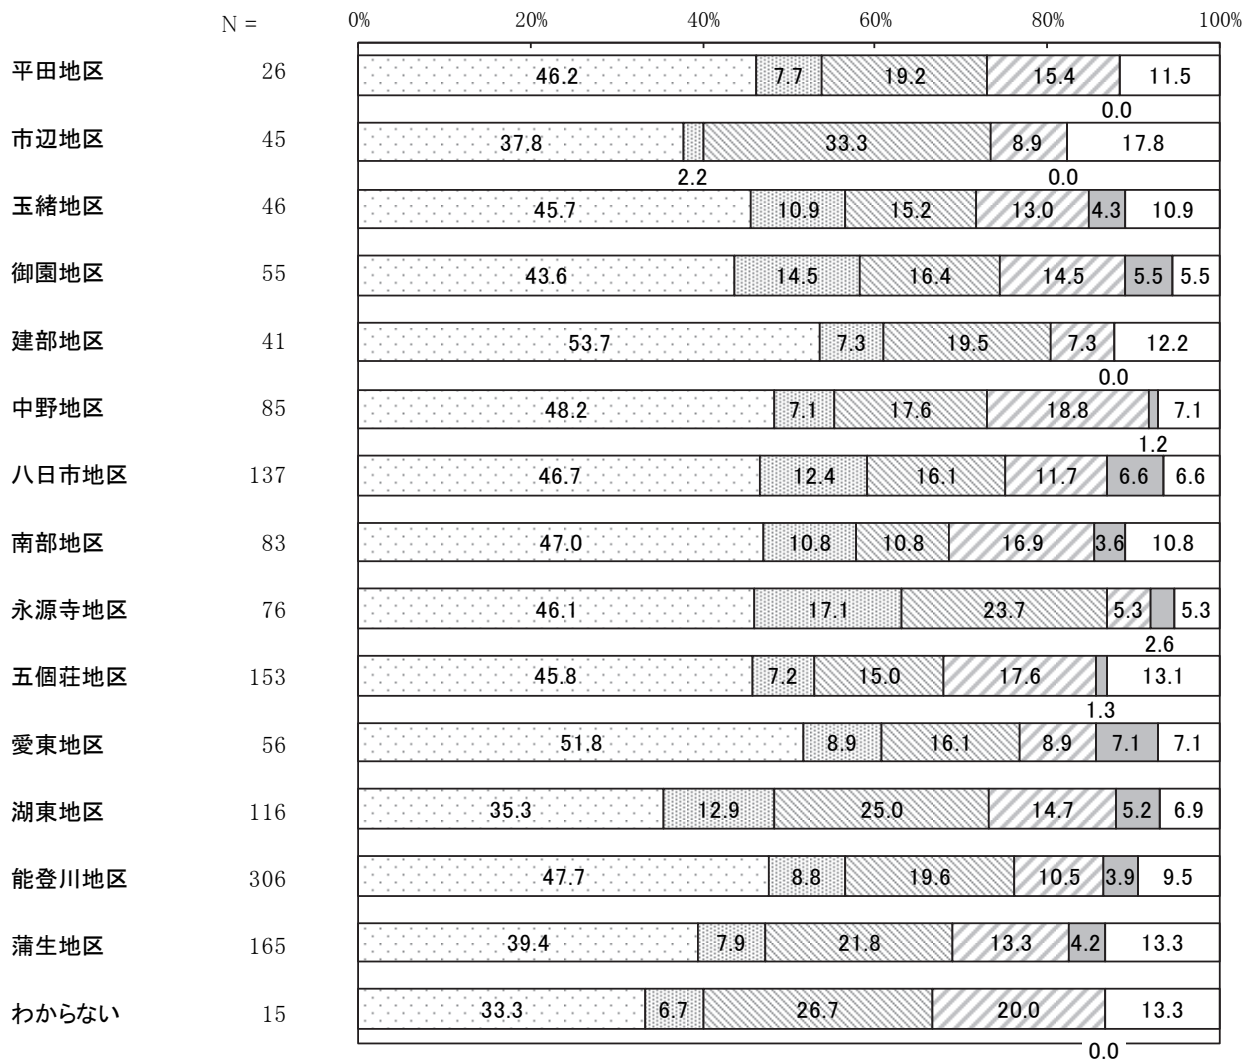 N = 0% 20% 40% 60% 80% 100%
平田地区 26 46.2 7.7 19.2 15.4 11.5
0.0
市辺地区 45 37.8 33.3 8.9 17.8
2.2 0.0
玉緒地区 46 45.7 10.9 15.2 13.0 4.3 10.9
御園地区 55 43.6 14.5 16.4 14.5 5.5 5.5
建部地区 41 53.7 7.3 19.5 7.3 12.2
0.0
中野地区 85 48.2 7.1 17.6 18.8 7.1
1.2
八日市地区 137 46.7 12.4 16.1 11.7 6.6 6.6
南部地区 83 47.0 10.8 10.8 16.9 3.6 10.8
永源寺地区 76 46.1 17.1 23.7 5.3 5.3
2.6
五個荘地区 153 45.8 7.2 15.0 17.6 13.1
1.3
愛東地区 56 51.8 8.9 16.1 8.9 7.1 7.1
湖東地区 116 35.3 12.9 25.0 14.7 5.2 6.9
能登川地区 306 47.7 8.8 19.6 10.5 3.9 9.5
蒲生地区 165 39.4 7.9 21.8 13.3 4.2 13.3
わからない 15 33.3 6.7 26.7 20.0 13.3
0.0